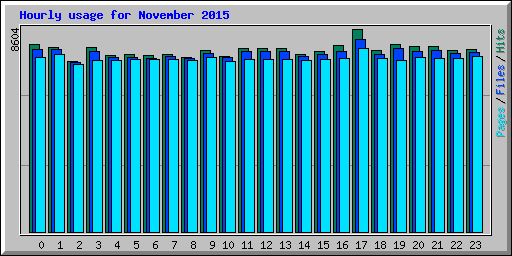 Hourly usage for November 2015
8604
Pages/Files/Hits
0 1 2 3 4 5 6 7 8 9 10 11 12 13 14 15 16 17 18 19 20 21 22 23